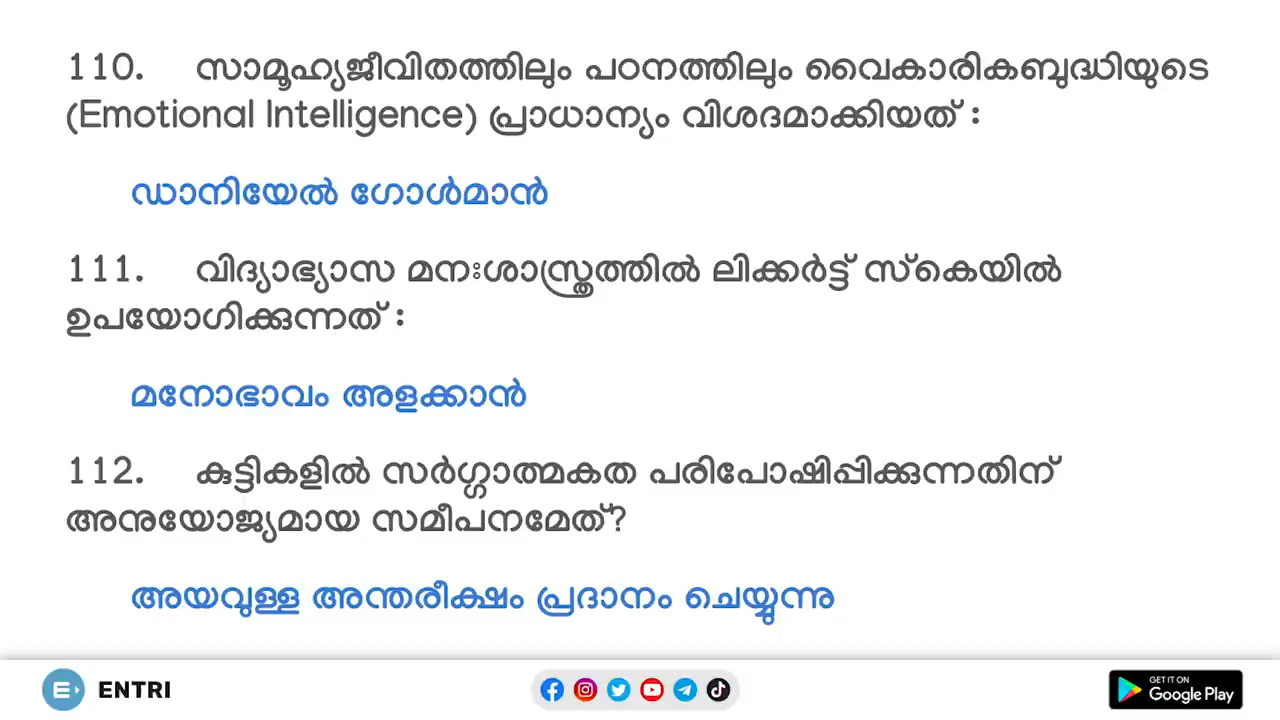 110. സാമൂഹ്യജീവിതത്തിലും പഠനത്തിലും വൈകാരികബുദ്ധിയുടെ
(Emotional Intelligence) പ്രാധാന്യം വിശദമാക്കിയത് :
ഡാനിയേൽ ഗോൾമാൻ
111. വിദ്യാഭ്യാസ മനഃശാസ്ത്രത്തിൽ ലിക്കർട്ട് സ്കെയിൽ
ഉപയോഗിക്കുന്നത് :
മനോഭാവം അളക്കാൻ
112. കുട്ടികളിൽ സർഗ്ഗാത്മകത പരിപോഷിപ്പിക്കുന്നതിന്
അനുയോജ്യമായ സമീപനമേത്?
അയവുള്ള അന്തരീക്ഷം പ്രദാനം ചെയ്യുന്നു
E ENTRI
GET IT ON
Google Play